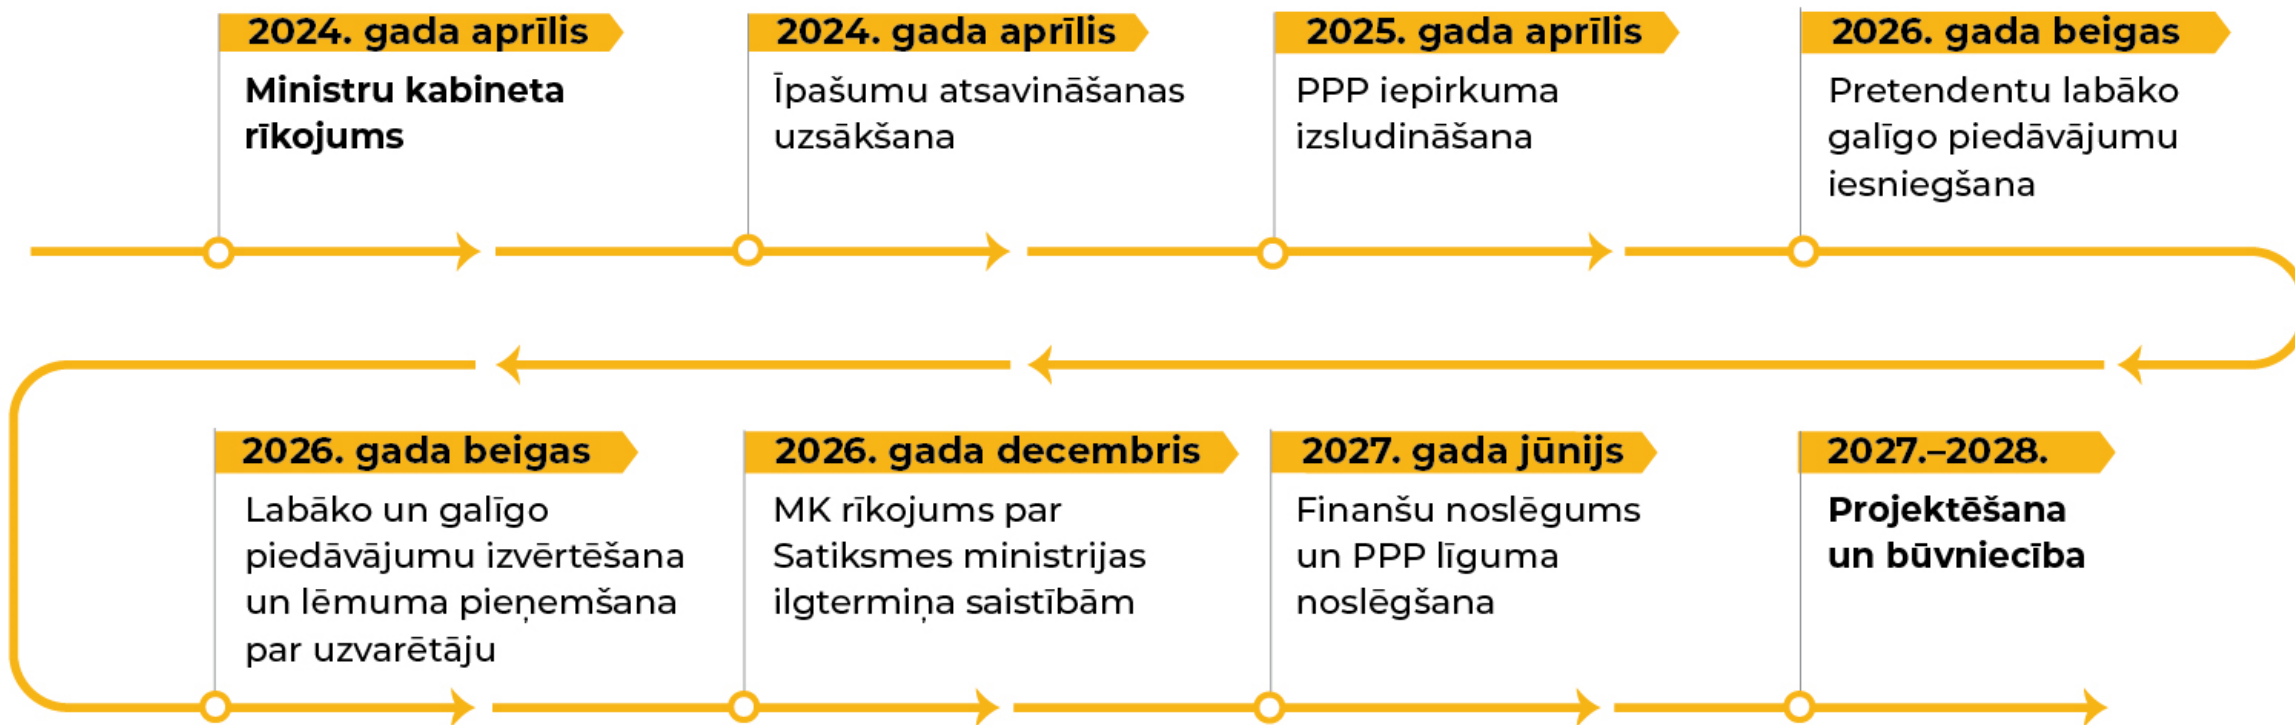 2024. gada aprīlis
Ministru kabineta
rīkojums
2024. gada aprīlis
Īpašumu atsavināšanas
uzsākšana
2025. gada aprīlis
PPP iepirkuma
izsludināšana
2026. gada beigas
Pretendentu labāko
galīgo piedāvājumu
iesniegšana
2026. gada beigas
Labāko un galīgo
piedāvājumu izvērtēšana
un lēmuma pieņemšana
par uzvarētāju
2026. gada decembris
MK rīkojums par
Satiksmes ministrijas
ilgtermiņa saistībām
2027. gada jūnijs
Finanšu noslēgums
un PPP līguma
noslēgšana
2027.–2028.
Projektēšana
un būvniecība